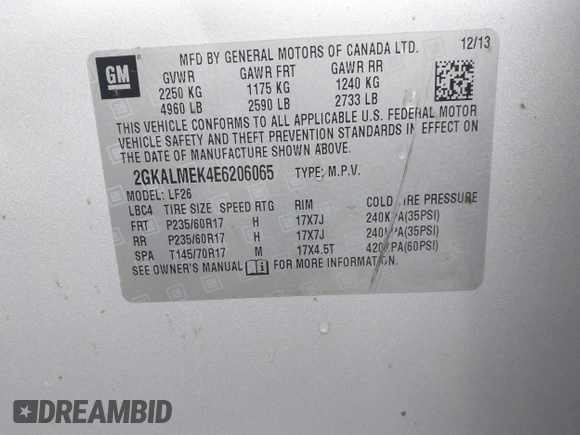 MFD BY GENERAL MOTORS OF CANADA LTD. 12/13
GM
GVWR GAWR FRT GAWR RR
2250 KG 1175 KG 1240 KG
4960 LB 2590 LB 2733 LB
THIS VEHICLE CONFORMS TO ALL APPLICABLE U.S. FEDERAL MOTOR
VEHICLE SAFETY AND THEFT PREVENTION STANDARDS IN EFFECT ON
THE DATE OF MANUFACTURE SHOWN ABOVE.
2GKALMEK4E6206065 TYPE: M.P.V.
MODEL: LF26
LBC4 TIRE SIZE SPEED RTG RIM COLD TIRE PRESSURE
FRT P235/60R17 H 17X7J 240KPA(35PSI)
RR P235/60R17 H 17X7J 240KPA(35PSI)
SPA T145/70R17 M 17X4.5T 420KPA(60PSI)
SEE OWNER'S MANUAL FOR MORE INFORMATION.
DREAMBID